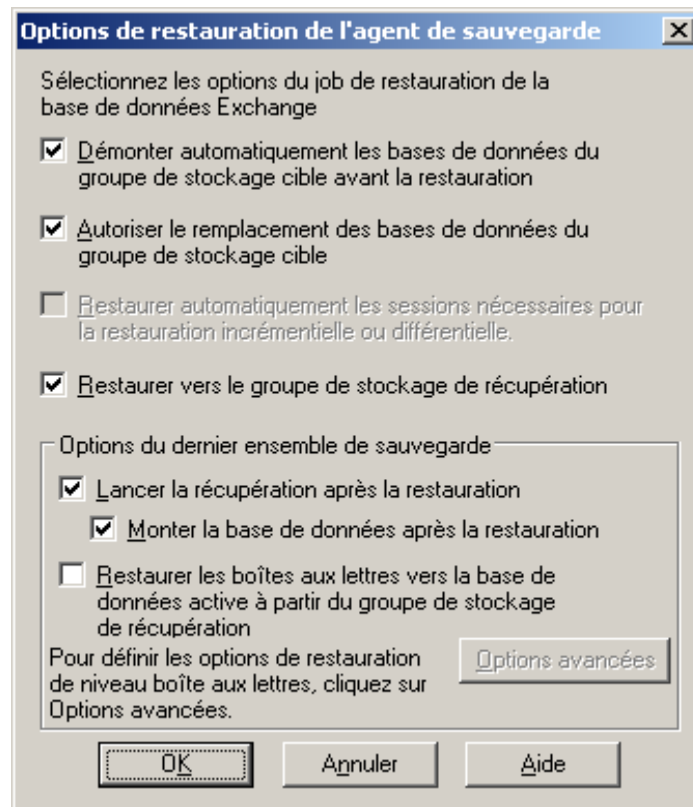 Options de restauration de l'agent de sauvegarde
Sélectionnez les options du job de restauration de la
base de données Exchange
Démonter automatiquement les bases de données du
groupe de stockage cible avant la restauration
Autoriser le remplacement des bases de données du
groupe de stockage cible
Restaurer automatiquement les sessions nécessaires pour
la restauration incrémentielle ou différentielle.
Restaurer vers le groupe de stockage de récupération
Options du dernier ensemble de sauvegarde
Lancer la récupération après la restauration
Monter la base de données après la restauration
Restaurer les boîtes aux lettres vers la base de
données active à partir du groupe de stockage
de récupération
Pour définir les options de restauration
de niveau boîte aux lettres, cliquez sur
Options avancées.
Options avancées
OK
Annuler
Aide